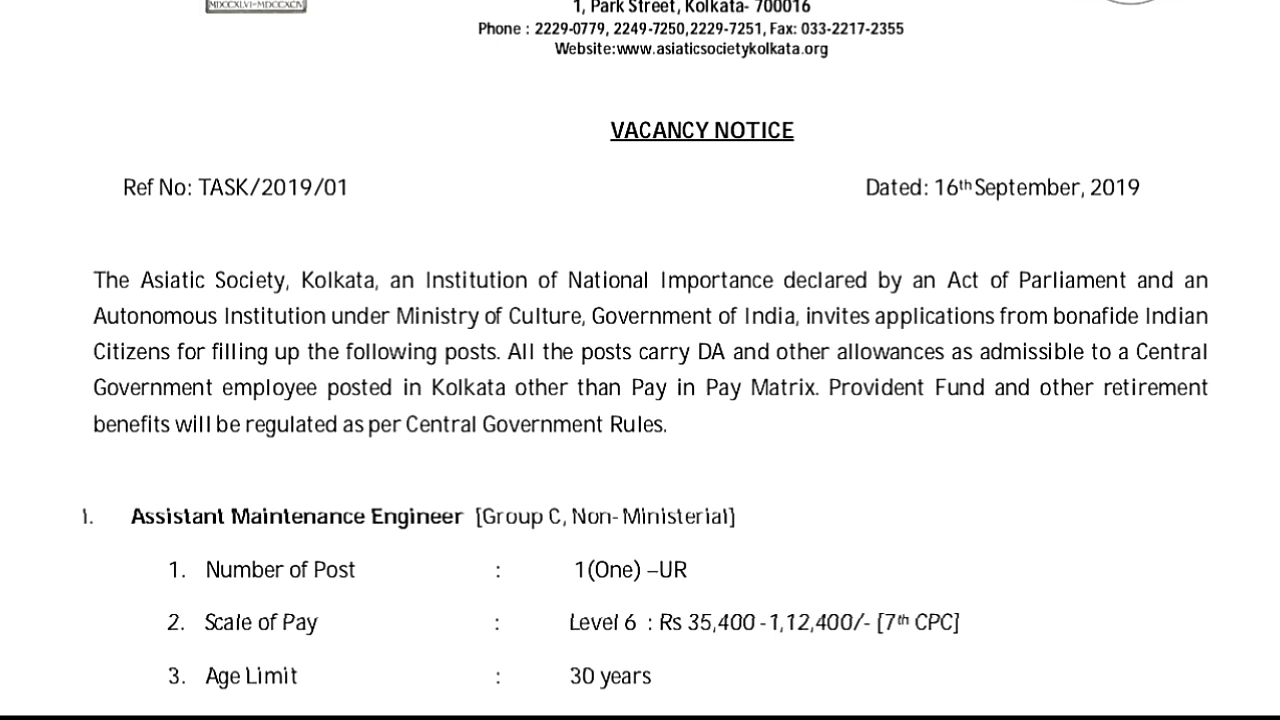 MDCCXLVI-MDCCXCIV
1, Park Street, Kolkata- 700016
Phone : 2229-0779, 2249-7250,2229-7251, Fax: 033-2217-2355
Website:www.asiaticsocietykolkata.org
VACANCY NOTICE
Ref No: TASK/2019/01 Dated: 16th September, 2019
The Asiatic Society, Kolkata, an Institution of National Importance declared by an Act of Parliament and an
Autonomous Institution under Ministry of Culture, Government of India, invites applications from bonafide Indian
Citizens for filling up the following posts. All the posts carry DA and other allowances as admissible to a Central
Government employee posted in Kolkata other than Pay in Pay Matrix. Provident Fund and other retirement
benefits will be regulated as per Central Government Rules.
1. Assistant Maintenance Engineer [Group C, Non- Ministerial]
1. Number of Post : 1(One) –UR
2. Scale of Pay : Level 6 : Rs 35,400 -1,12,400/- [7th CPC]
3. Age Limit : 30 years